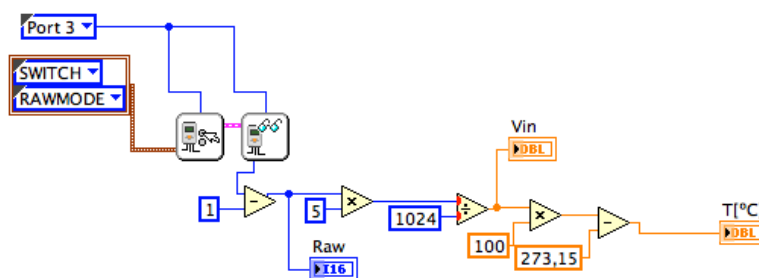 Port 3
SWITCH
RAWMODE
Vin
DBL
1
5
1024
÷
100
273,15
T[ºC
DBL
Raw
I16